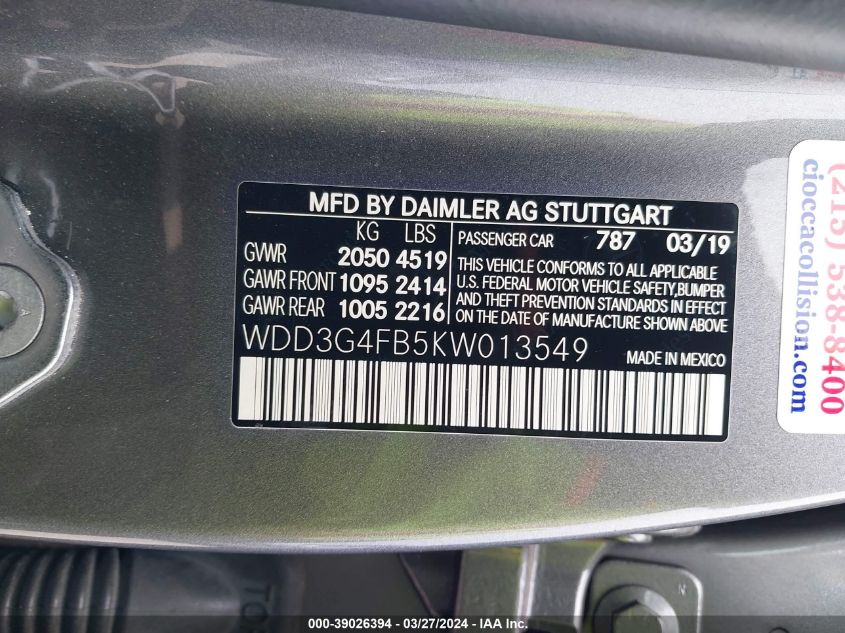 MFD BY DAIMLER AG STUTTGART
KG LBS
GVWR 2050 4519
GAWR FRONT 1095 2414
GAWR REAR 1005 2216
PASSENGER CAR 787 03/19
THIS VEHICLE CONFORMS TO ALL APPLICABLE
U.S. FEDERAL MOTOR VEHICLE SAFETY,BUMPER
AND THEFT PREVENTION STANDARDS IN EFFECT
ON THE DATE OF MANUFACTURE SHOWN ABOVE
WDD3G4FB5KW013549
MADE IN MEXICO
(215) 538-8400
cioccacollision.com
000-39026394 - 03/27/2024 - IAA Inc.